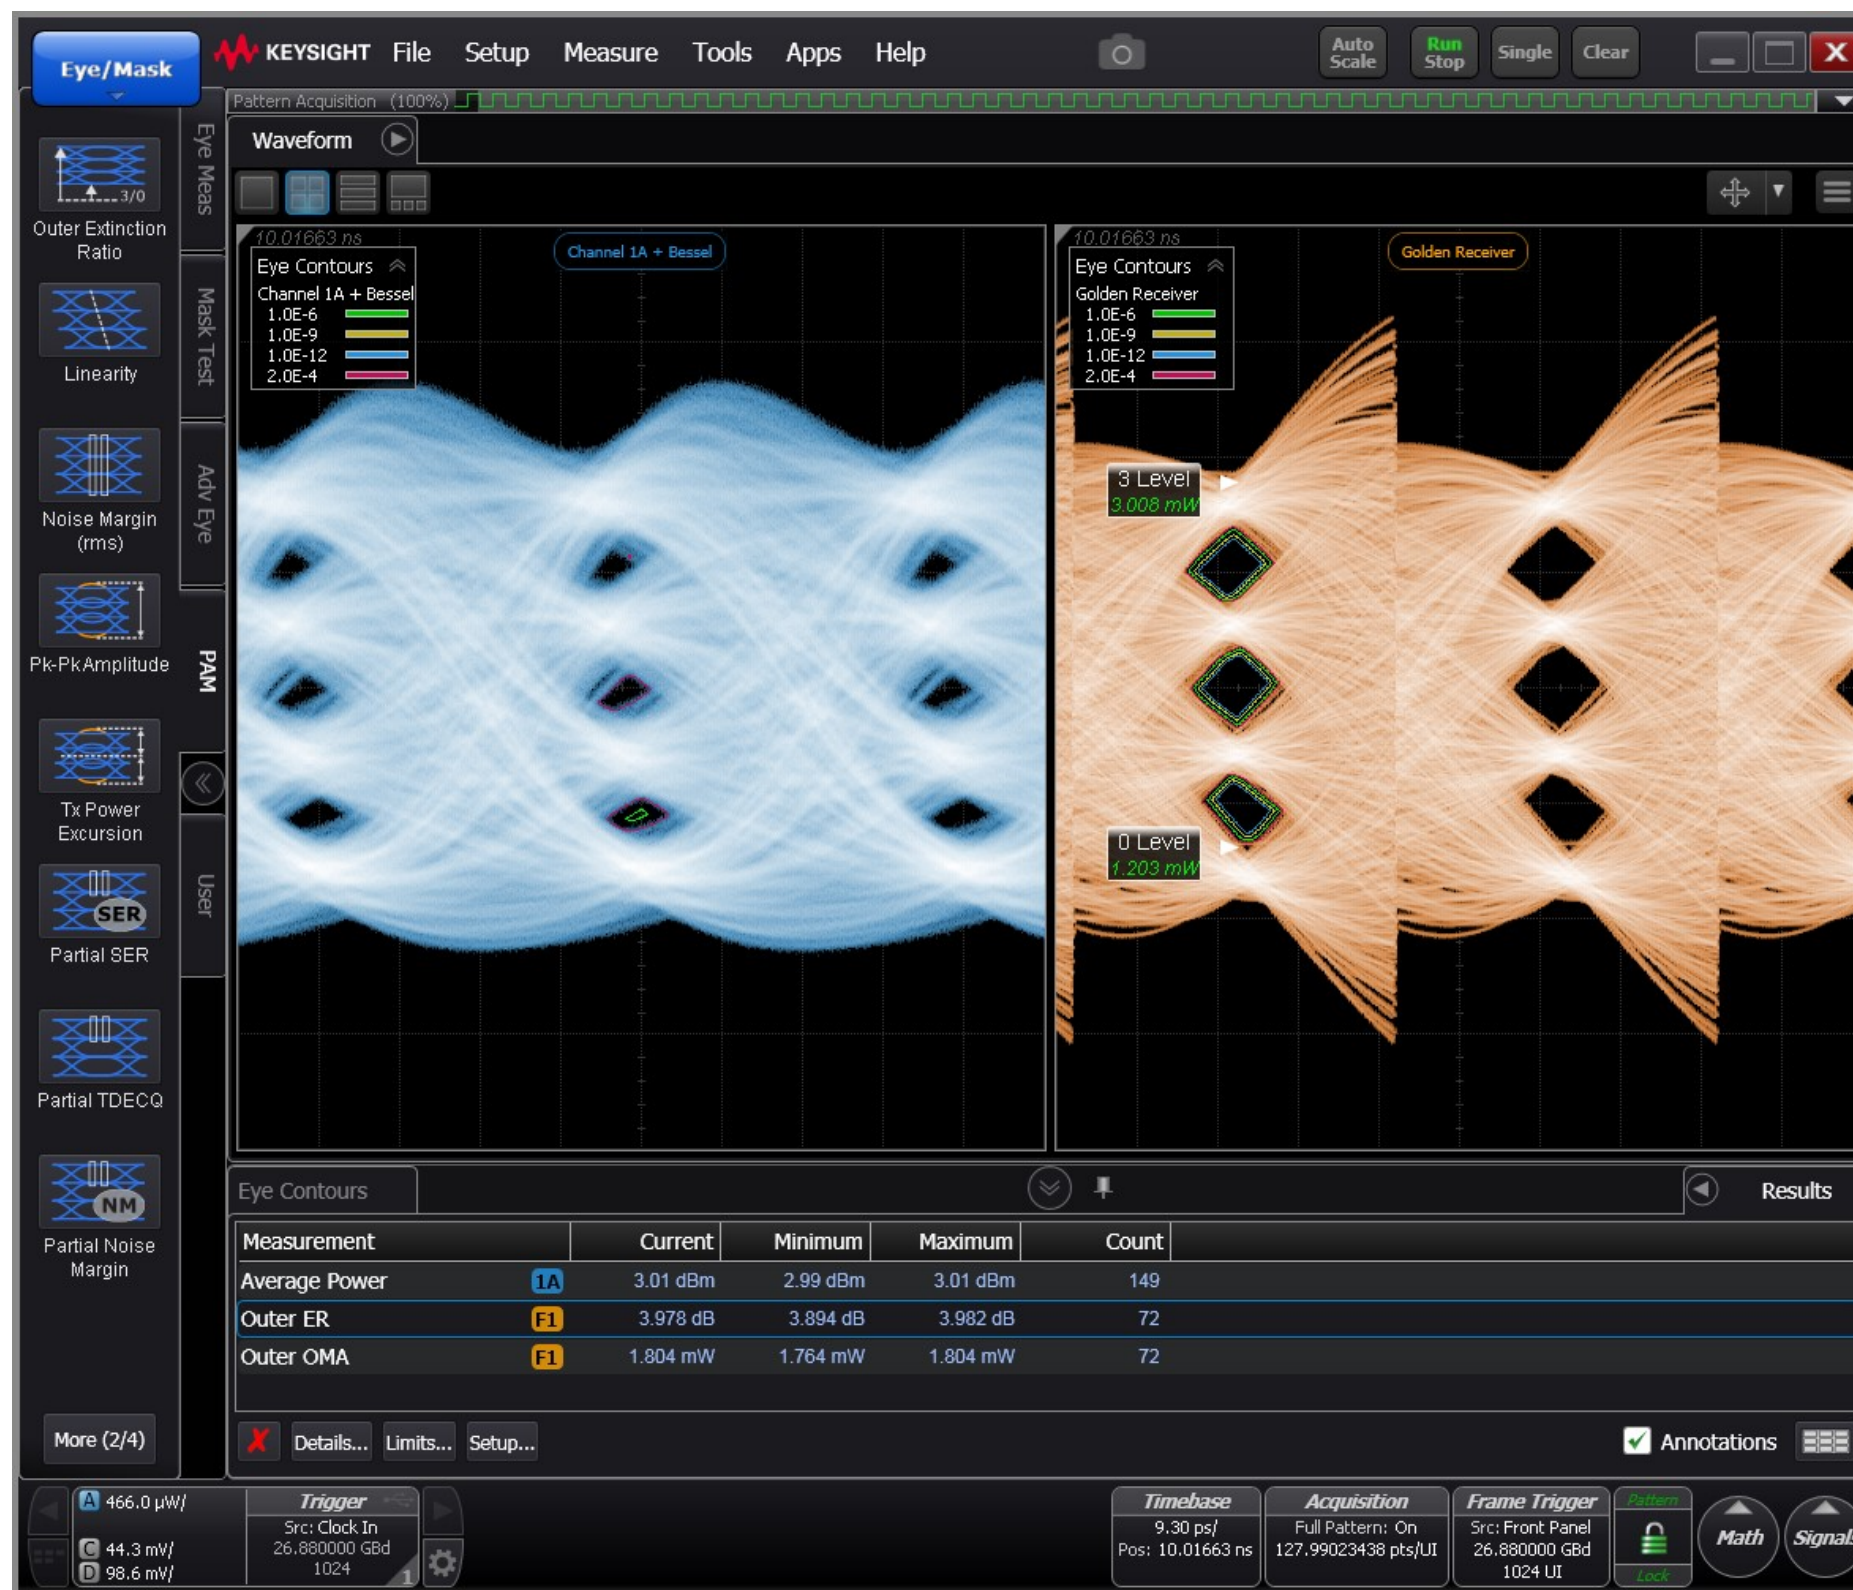 Eye/Mask
KEYSIGHT File Setup Measure Tools Apps Help
Auto Scale
Run Stop
Single
Clear
X
Pattern Acquisition (100%)
Waveform
Eye Meas
Mask Test
Adv Eye
PAM
User
3/0
Outer Extinction
Ratio
Linearity
Noise Margin
(rms)
Pk-PkAmplitude
Tx Power
Excursion
SER
Partial SER
Partial TDECQ
NM
Partial Noise
Margin
More (2/4)
10.01663 ns
Eye Contours
Channel 1A + Bessel
1.0E-6
1.0E-9
1.0E-12
2.0E-4
Channel 1A + Bessel
10.01663 ns
Eye Contours
Golden Receiver
1.0E-6
1.0E-9
1.0E-12
2.0E-4
Golden Receiver
3 Level
3.008 mW
0 Level
1.203 mW
Eye Contours
Results
Measurement Current Minimum Maximum Count
Average Power 1A 3.01 dBm 2.99 dBm 3.01 dBm 149
Outer ER F1 3.978 dB 3.894 dB 3.982 dB 72
Outer OMA F1 1.804 mW 1.764 mW 1.804 mW 72
Details... Limits... Setup...
Annotations
A 466.0 µW/
C 44.3 mV/
D 98.6 mV/
Trigger
Src: Clock In
26.880000 GBd
1024
1
Timebase
9.30 ps/
Pos: 10.01663 ns
Acquisition
Full Pattern: On
127.99023438 pts/UI
Frame Trigger
Src: Front Panel
26.880000 GBd
1024 UI
Pattern
Lock
Math
Signals